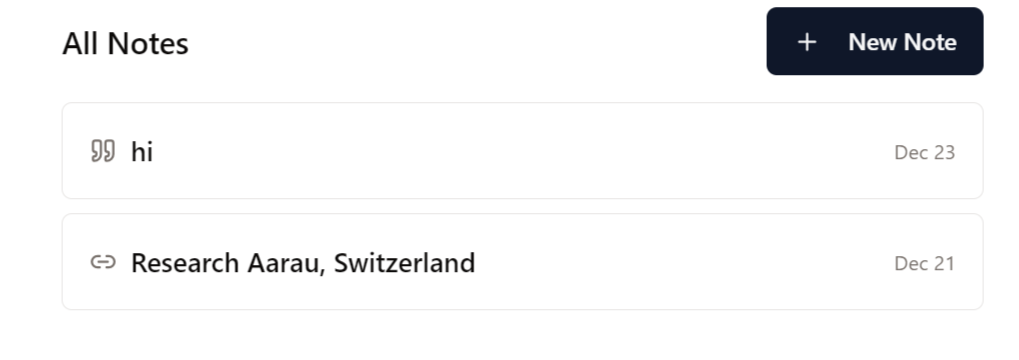 All Notes
New Note
hi
Dec 23
Research Aarau, Switzerland
Dec 21